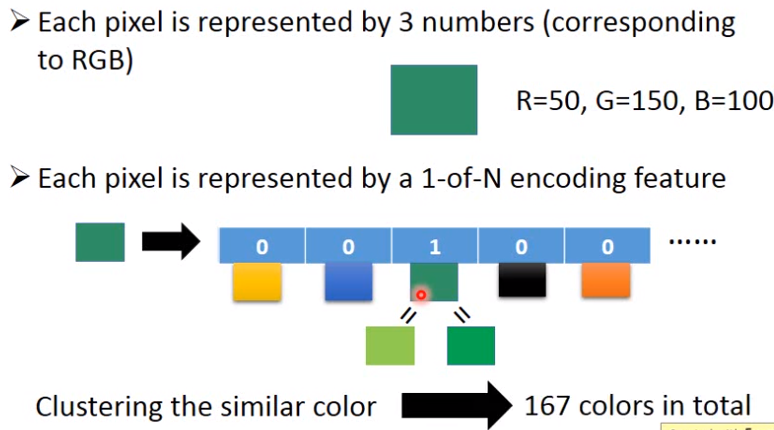 ➢ Each pixel is represented by 3 numbers (corresponding
to RGB)
R=50, G=150, B=100
➢ Each pixel is represented by a 1-of-N encoding feature
0 0 1 0 0 ……
= =
Clustering the similar color
167 colors in total